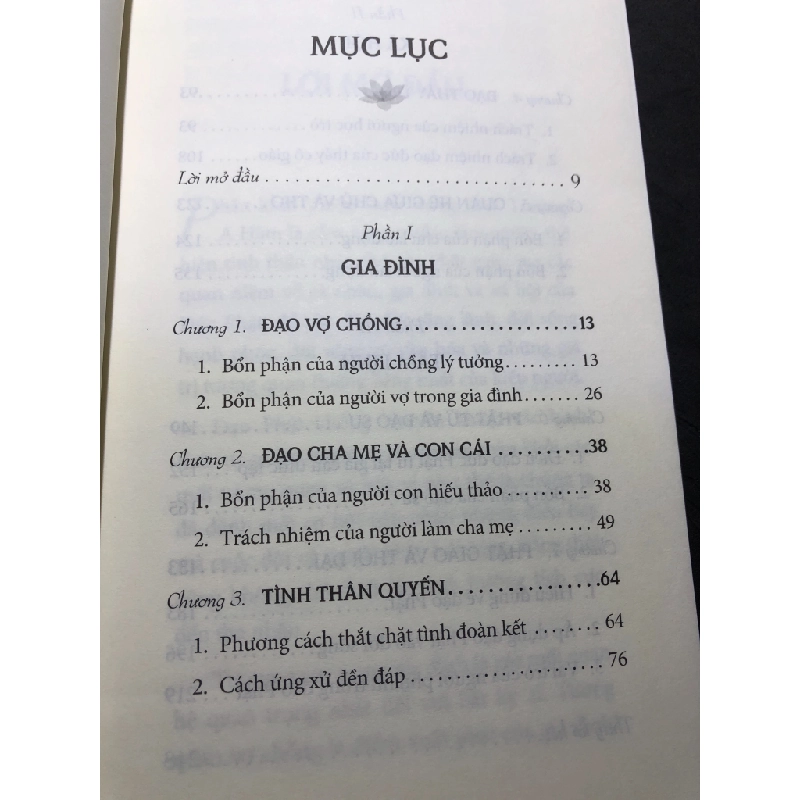 MỤC LỤC
Lời mở đầu . . . . . . . . . . . . . . . . . . . . . . . . . . . . . . . 9
Phần I
GIA ĐÌNH
Chương 1. ĐẠO VỢ CHỒNG. . . . . . . . . . . . . . . . . . .13
1. Bổn phận của người chồng lý tưởng. . . . . . . . . 13
2. Bổn phận của người vợ trong gia đình . . . . . . . 26
Chương 2. ĐẠO CHA MẸ VÀ CON CÁI . . . . . . . . . .38
1. Bổn phận của người con hiếu thảo . . . . . . . . . 38
2. Trách nhiệm của người làm cha mẹ . . . . . . . . 49
Chương 3. TÌNH THÂN QUYẾN. . . . . . . . . . . . . . . .64
1. Phương cách thắt chặt tình đoàn kết . . . . . . . 64
2. Cách ứng xử đền đáp . . . . . . . . . . . . . . . . . . . 76